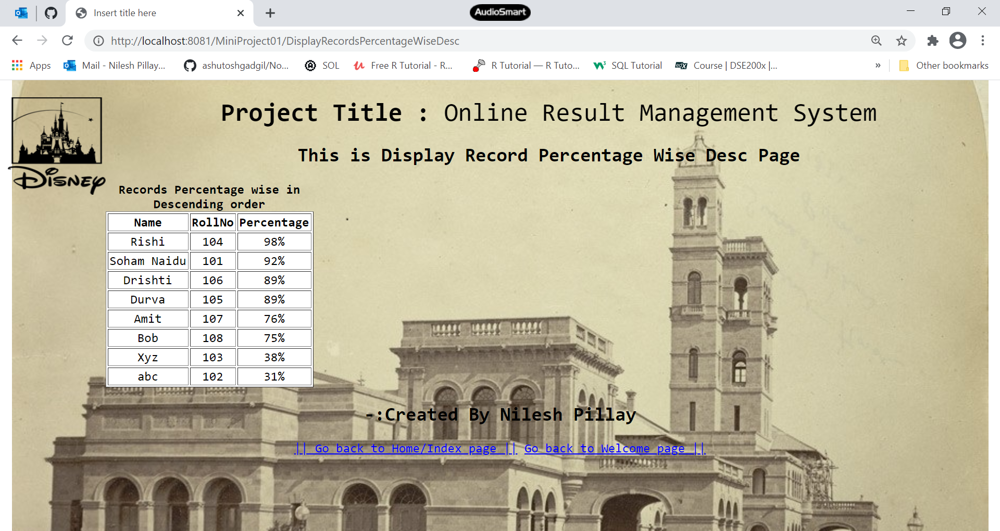 Insert title here
AudioSmart
http://localhost:8081/MiniProject01/DisplayRecordsPercentageWiseDesc
Apps Mail - Nilesh Pillay... ashutoshgadgil/No... SOL Free R Tutorial - R... R Tutorial — R Tuto... SQL Tutorial edX Course | DSE200x |... » Other bookmarks
Project Title : Online Result Management System
This is Display Record Percentage Wise Desc Page
DISNEY
Records Percentage wise in
Descending order
Name RollNo Percentage
Rishi 104 98%
Soham Naidu 101 92%
Drishti 106 89%
Durva 105 89%
Amit 107 76%
Bob 108 75%
Xyz 103 38%
abc 102 31%
-:Created By Nilesh Pillay
|| Go back to Home/Index page || Go back to Welcome page ||